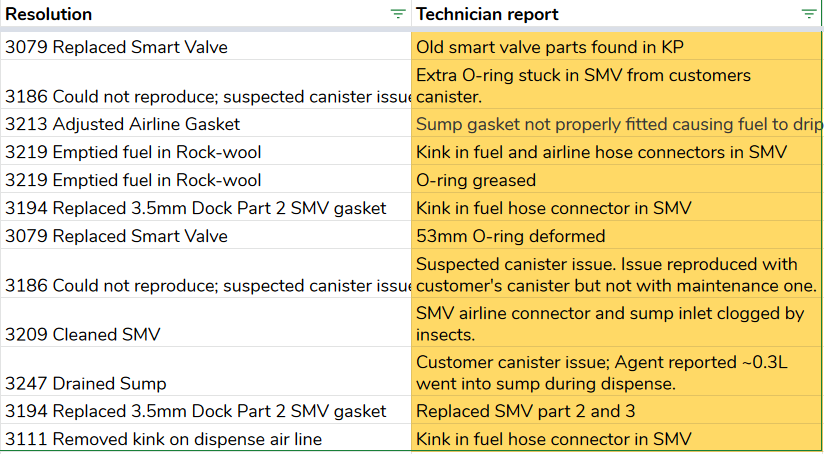 Resolution Technician report
3079 Replaced Smart Valve Old smart valve parts found in KP
Extra O-ring stuck in SMV from customers
3186 Could not reproduce; suspected canister issue canister.
3213 Adjusted Airline Gasket Sump gasket not properly fitted causing fuel to drip
3219 Emptied fuel in Rock-wool Kink in fuel and airline hose connectors in SMV
3219 Emptied fuel in Rock-wool O-ring greased
3194 Replaced 3.5mm Dock Part 2 SMV gasket Kink in fuel hose connector in SMV
3079 Replaced Smart Valve 53mm O-ring deformed
Suspected canister issue. Issue reproduced with
3186 Could not reproduce; suspected canister issue customer's canister but not with maintenance one.
SMV airline connector and sump inlet clogged by
3209 Cleaned SMV insects.
Customer canister issue; Agent reported ~0.3L
3247 Drained Sump went into sump during dispense.
3194 Replaced 3.5mm Dock Part 2 SMV gasket Replaced SMV part 2 and 3
3111 Removed kink on dispense air line Kink in fuel hose connector in SMV